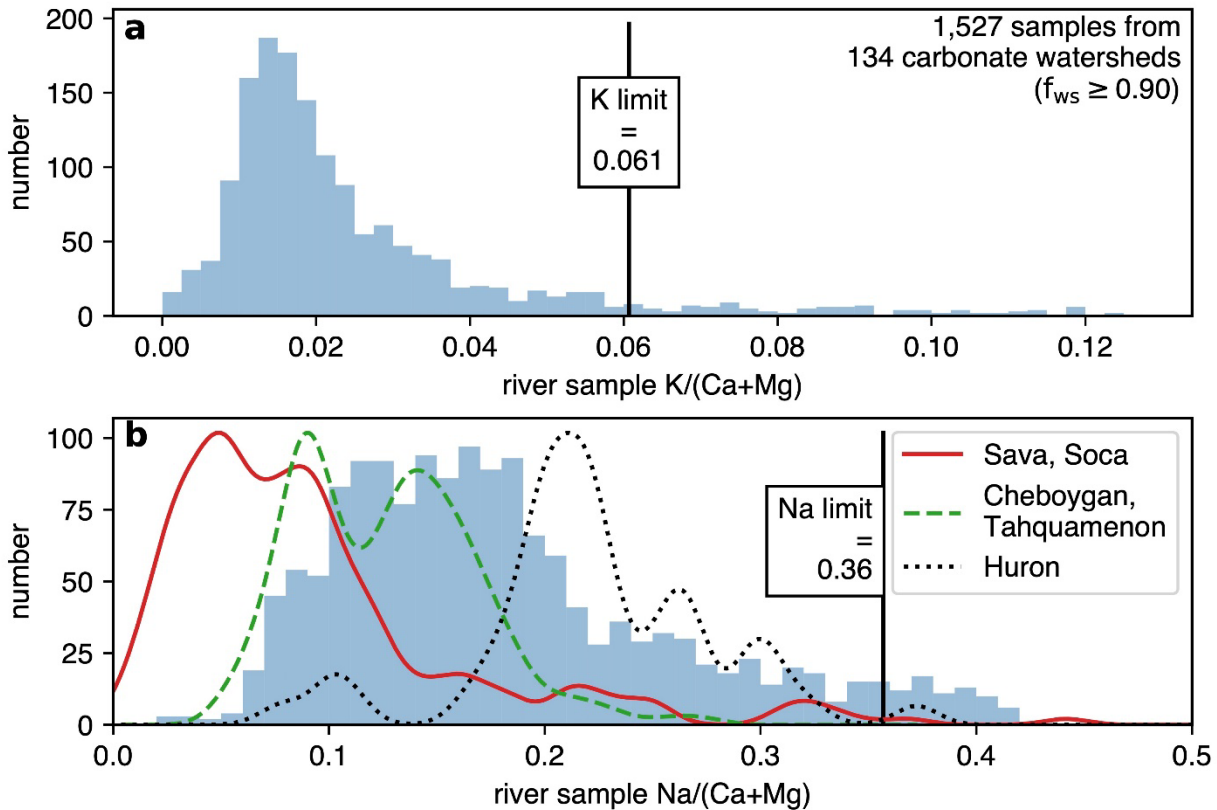 a
1,527 samples from
134 carbonate watersheds
(f_ws ≥ 0.90)
K limit
=
0.061
number
200
150
100
50
0
0.00 0.02 0.04 0.06 0.08 0.10 0.12
river sample K/(Ca+Mg)
b
Sava, Soca
Cheboygan,
Tahquamenon
Huron
Na limit
=
0.36
number
100
75
50
25
0
0.0 0.1 0.2 0.3 0.4 0.5
river sample Na/(Ca+Mg)